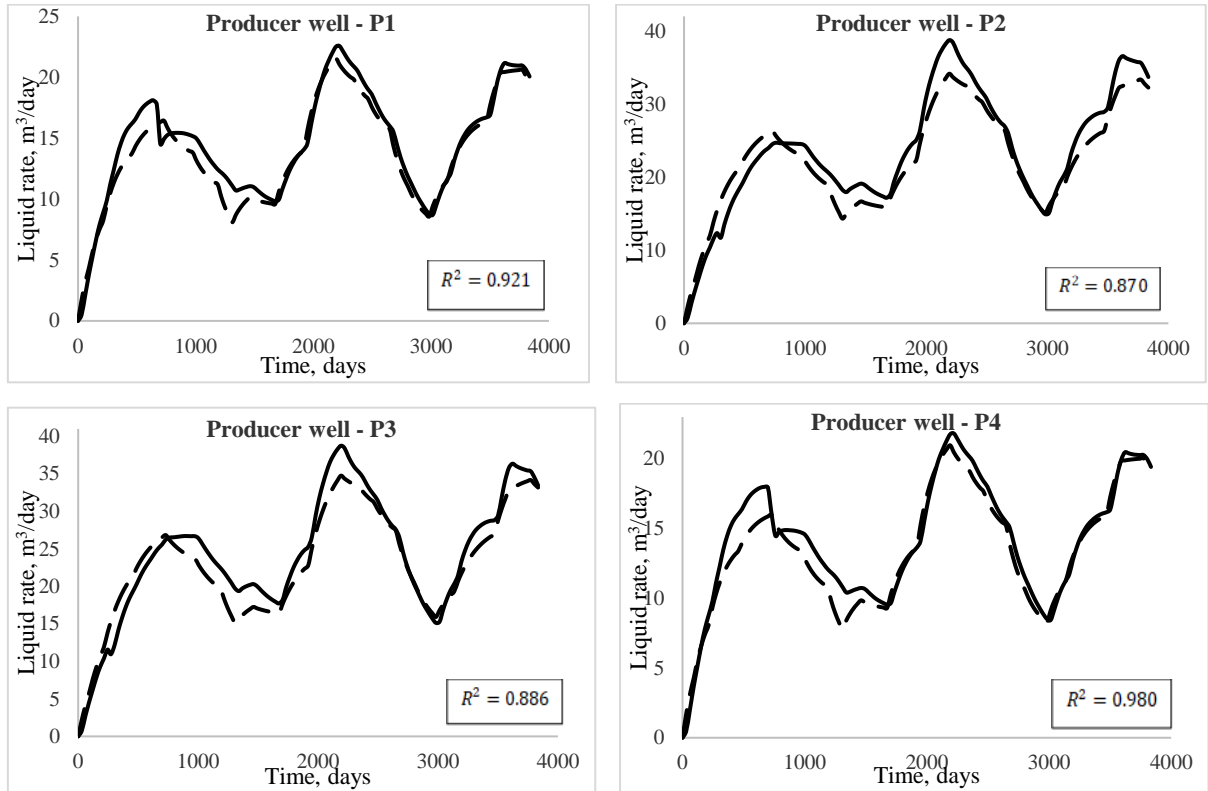 Producer well - P1
Liquid rate, m³/day
25
20
15
10
5
0
R² = 0.921
0 1000 2000 3000 4000
Time, days
Producer well - P2
Liquid rate, m³/day
40
30
20
10
0
R² = 0.870
0 1000 2000 3000 4000
Time, days
Producer well - P3
Liquid rate, m³/day
40
35
30
25
20
15
10
5
0
R² = 0.886
0 1000 2000 3000 4000
Time, days
Producer well - P4
Liquid rate, m³/day
20
15
10
5
0
R² = 0.980
0 1000 2000 3000 4000
Time, days